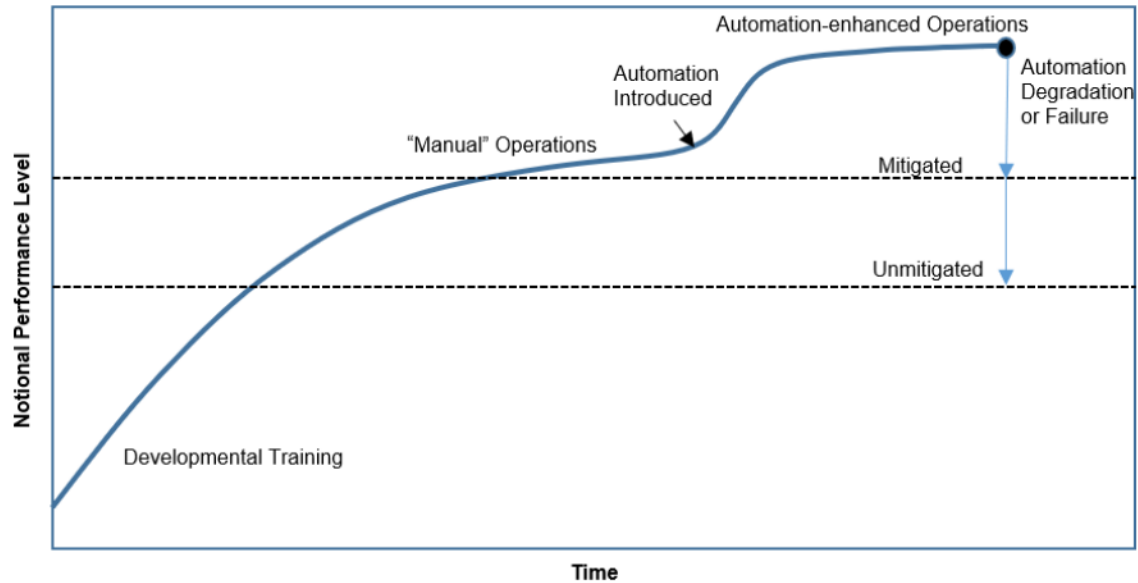 Automation-enhanced Operations
Automation
Introduced
Automation
Degradation
or Failure
“Manual” Operations
Mitigated
Unmitigated
Developmental Training
Notional Performance Level
Time